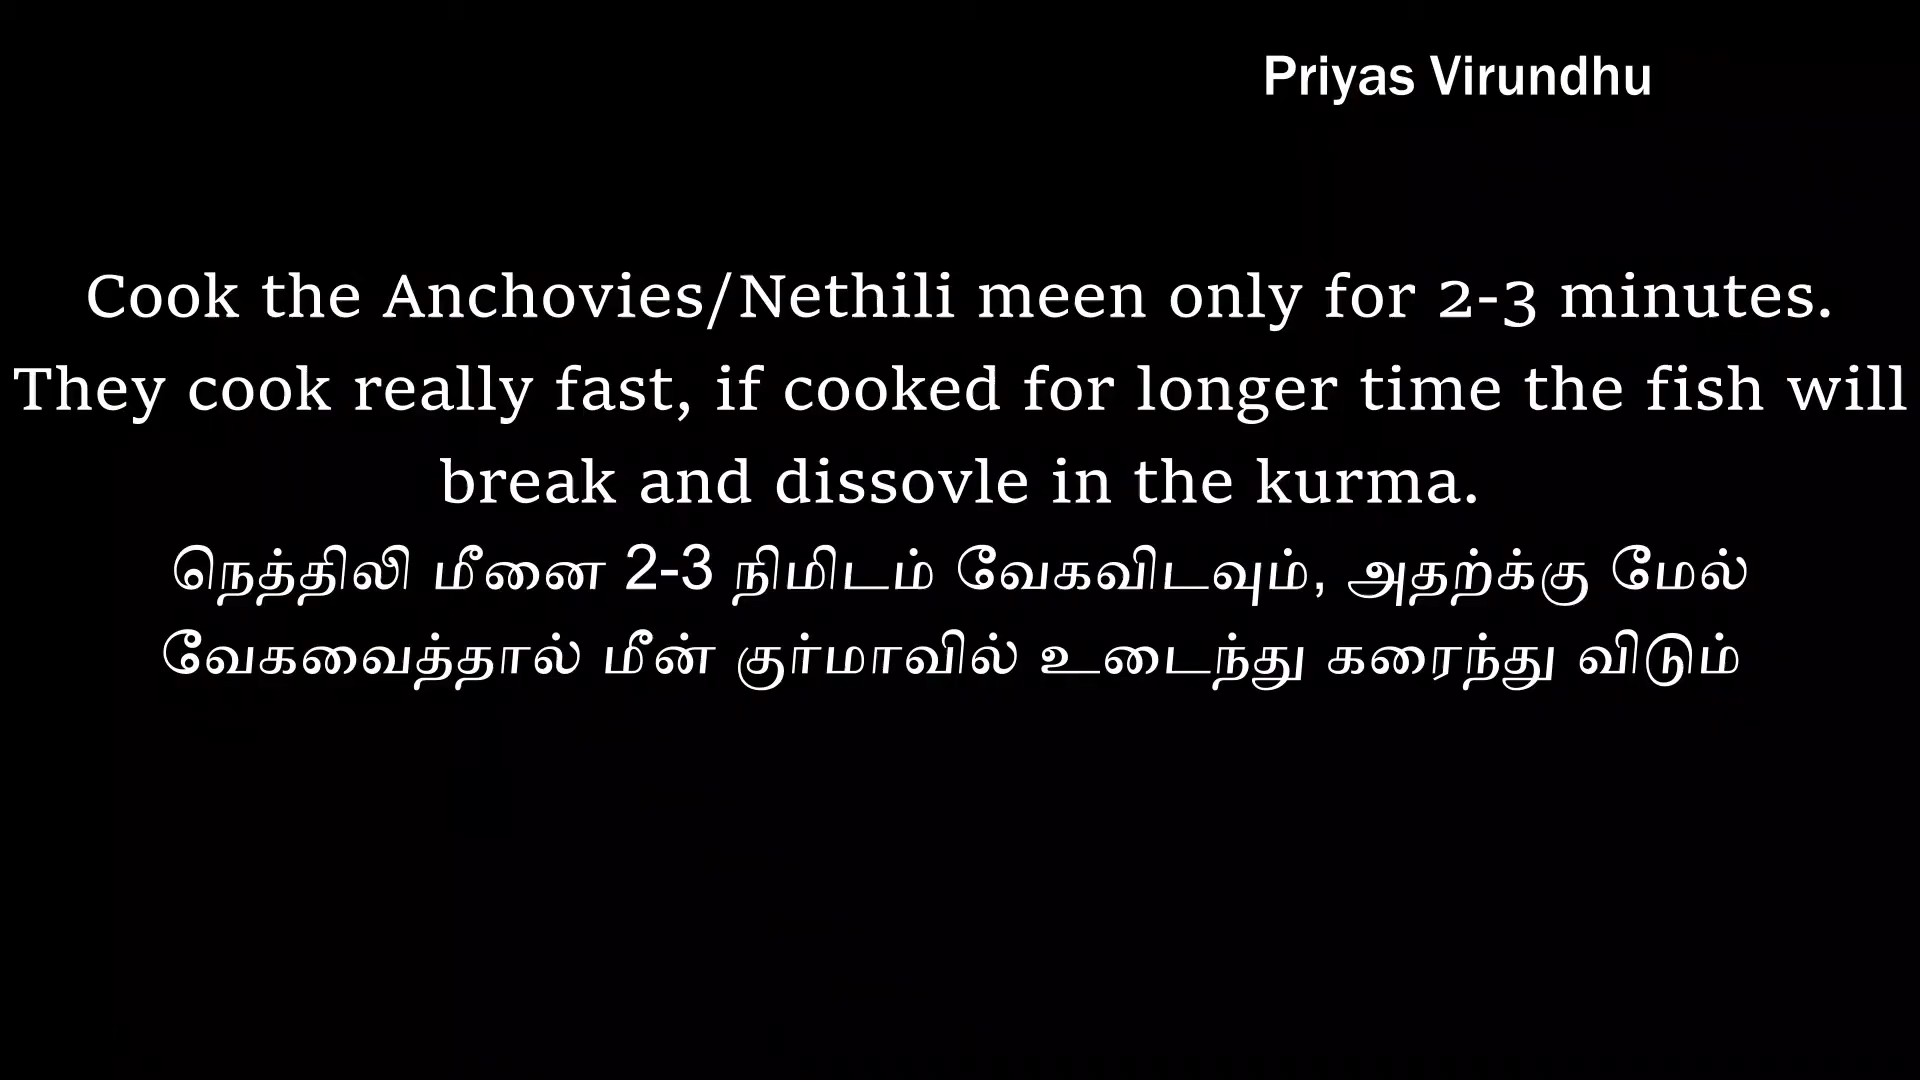 Priyas Virundhu
Cook the Anchovies/Nethili meen only for 2-3 minutes.
They cook really fast, if cooked for longer time the fish will
break and dissovle in the kurma.
நெத்திலி மீனை 2-3 நிமிடம் வேகவிடவும், அதற்க்கு மேல்
வேகவைத்தால் மீன் குர்மாவில் உடைந்து கரைந்து விடும்